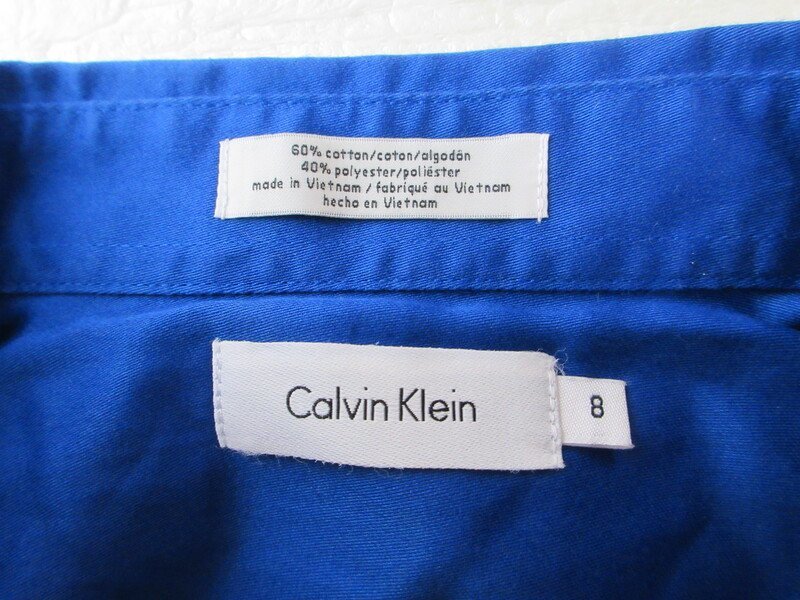 60% cotton/coton/algodón
40% polyester/poliéster
made in Vietnam / fabriqué au Vietnam
hecho en Vietnam
Calvin Klein
8